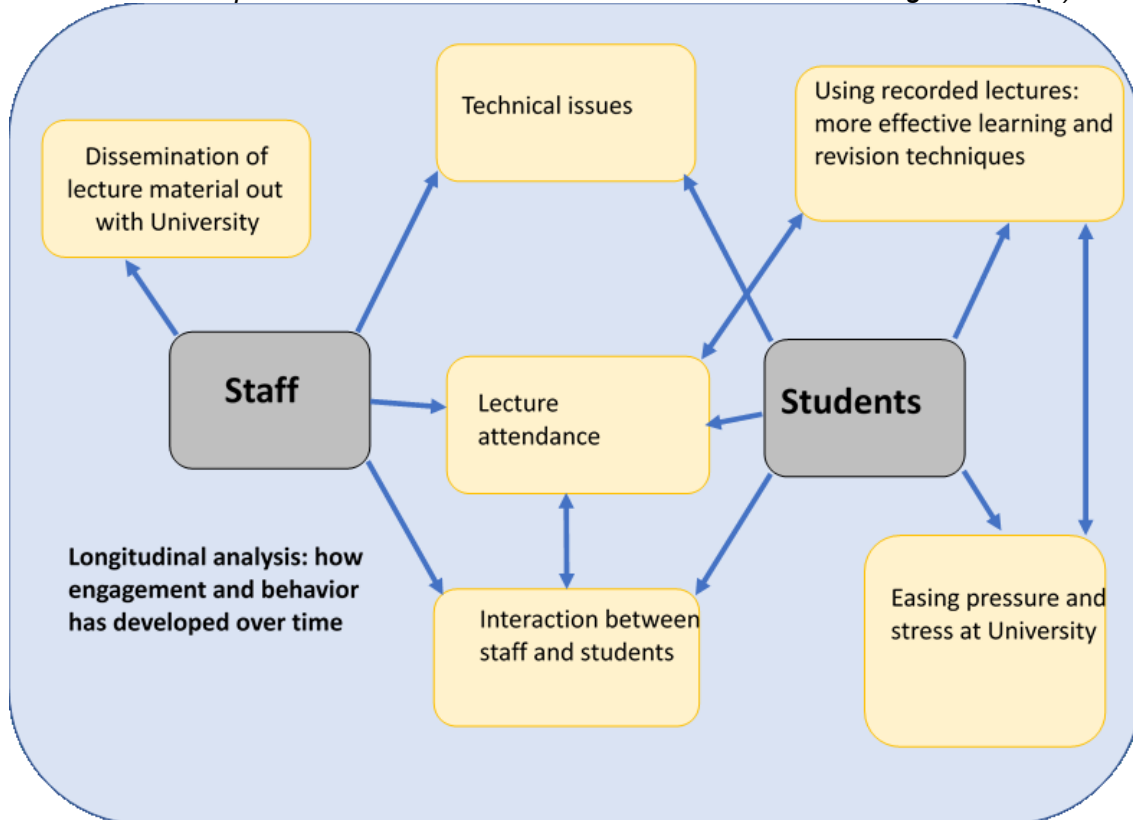 Technical issues
Using recorded lectures:
more effective learning and
revision techniques
Dissemination of
lecture material out
with University
Staff
Lecture
attendance
Students
Longitudinal analysis: how
engagement and behavior
has developed over time
Interaction between
staff and students
Easing pressure and
stress at University